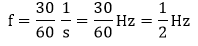 f = 30/60 1/s = 30/60 Hz = 1/2 Hz